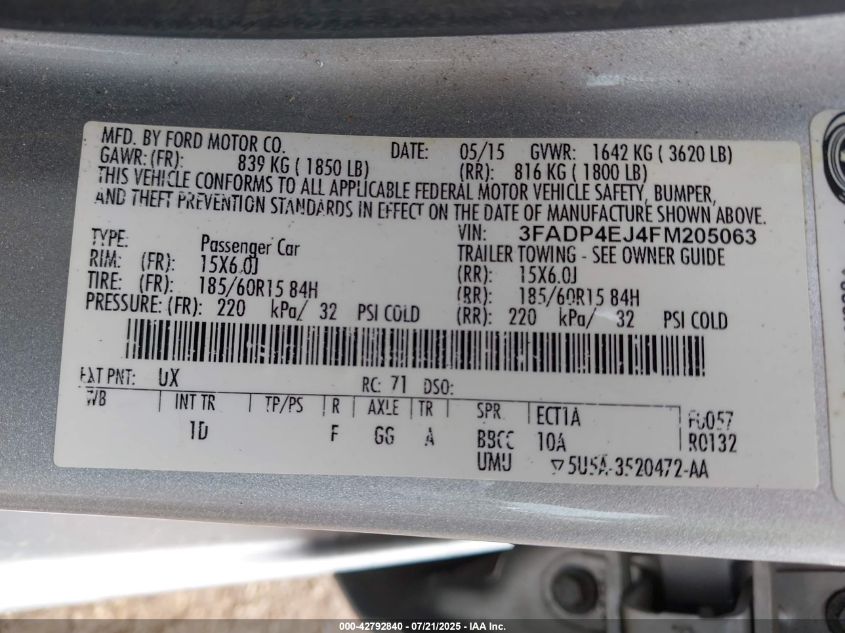 MFD. BY FORD MOTOR CO. DATE: 05/15 GVWR: 1642 KG ( 3620 LB)
GAWR: (FR): 839 KG ( 1850 LB) (RR): 816 KG ( 1800 LB)
THIS VEHICLE CONFORMS TO ALL APPLICABLE FEDERAL MOTOR VEHICLE SAFETY, BUMPER,
AND THEFT PREVENTION STANDARDS IN EFFECT ON THE DATE OF MANUFACTURE SHOWN ABOVE.
VIN: 3FADP4EJ4FM205063
TYPE: Passenger Car TRAILER TOWING - SEE OWNER GUIDE
RIM: (FR): 15X6.0J (RR): 15X6.0J
TIRE: (FR): 185/60R15 84H (RR): 185/60R15 84H
PRESSURE: (FR): 220 kPa/ 32 PSI COLD (RR): 220 kPa/ 32 PSI COLD
EXT PNT: UX RC: 71 DSO:
WB INT TR TP/PS R AXLE TR SPR ECT1A F0057
1D F GG A BBCC 10A R0132
UMU 5U5A-3520472-AA
000-42792840 - 07/21/2025 - IAA Inc.